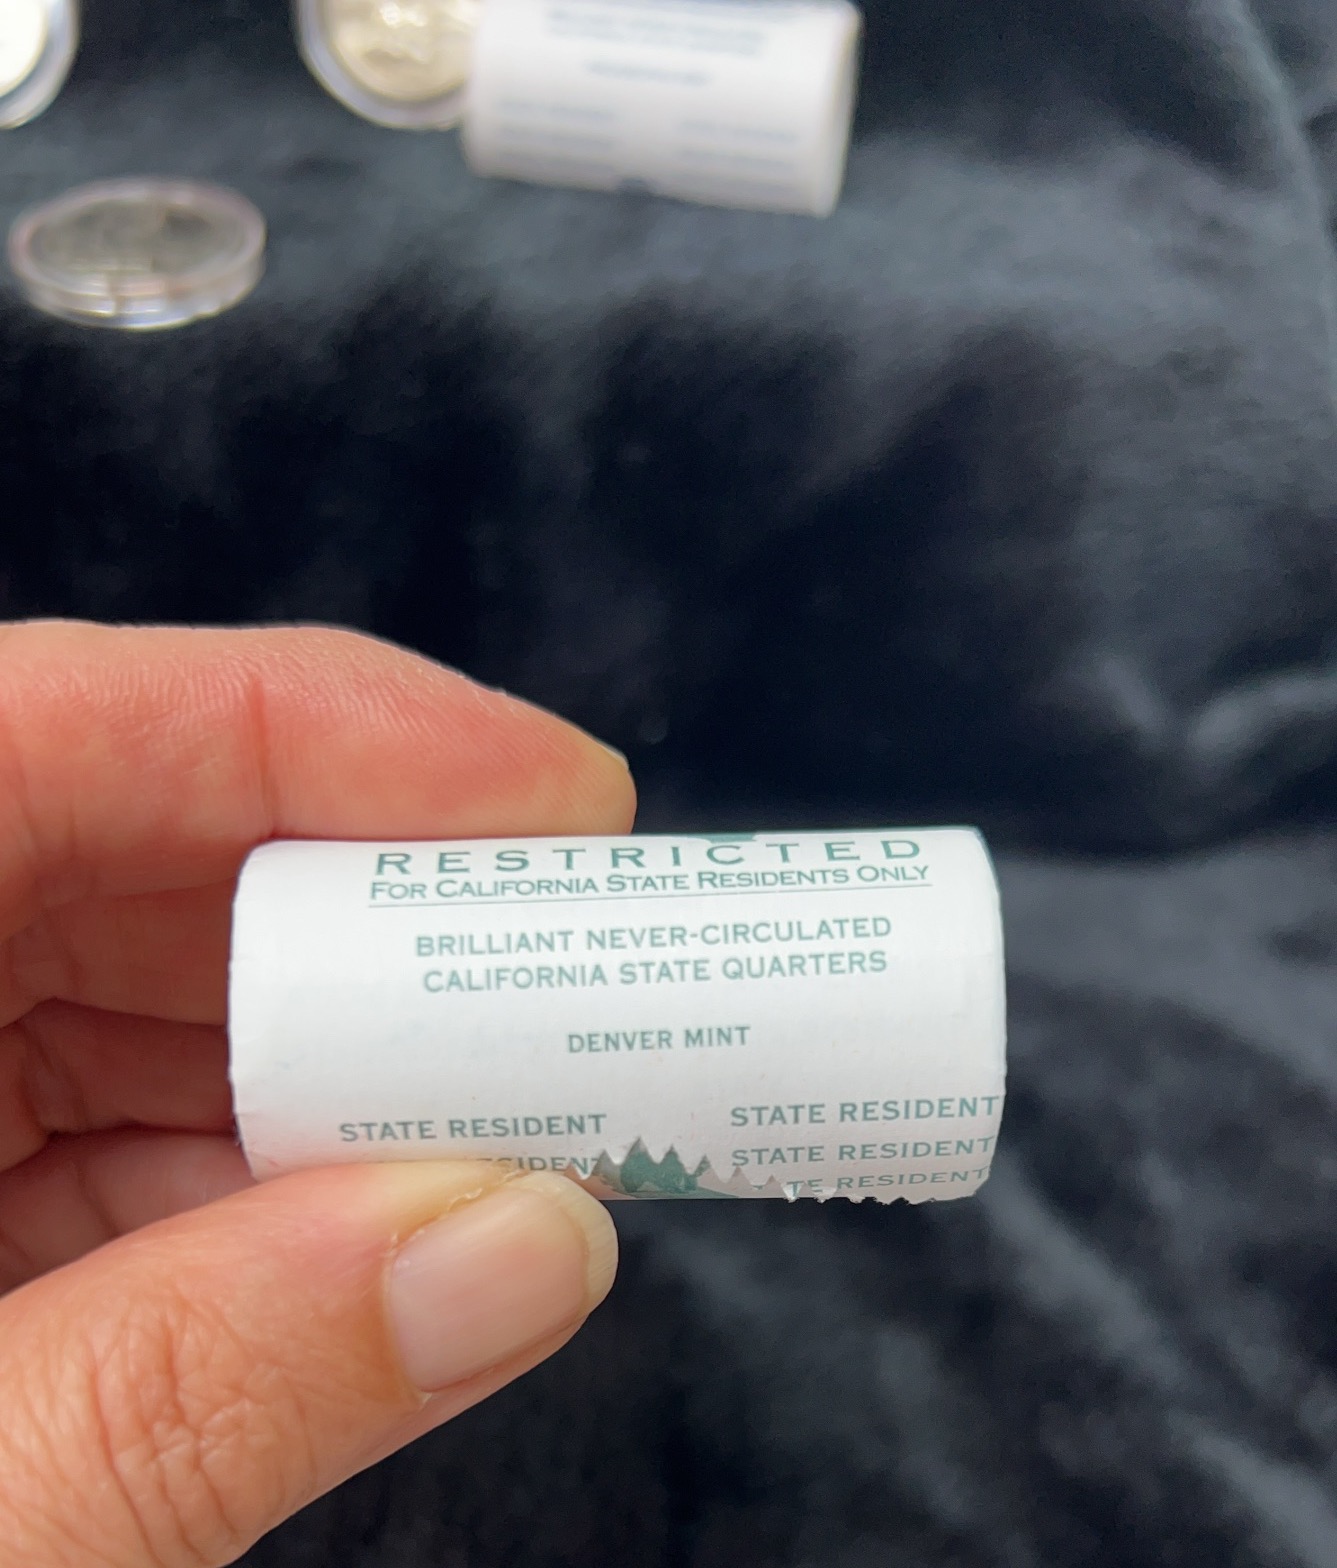 RESTRICTED
FOR CALIFORNIA STATE RESIDENTS ONLY
BRILLIANT NEVER-CIRCULATED
CALIFORNIA STATE QUARTERS
DENVER MINT
STATE RESIDENT STATE RESIDENT
STATE RESIDENT
RESIDENT